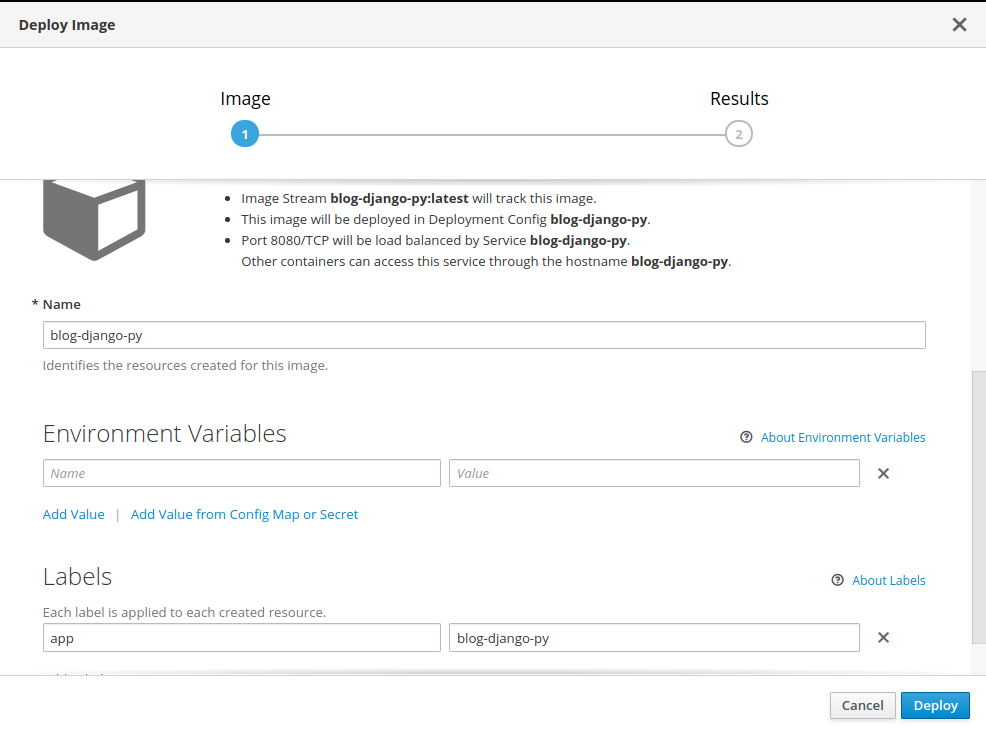 Deploy Image
Image Results
1 2
Image Stream blog-django-py:latest will track this image.
This image will be deployed in Deployment Config blog-django-py.
Port 8080/TCP will be load balanced by Service blog-django-py.
Other containers can access this service through the hostname blog-django-py.
* Name
blog-django-py
Identifies the resources created for this image.
Environment Variables About Environment Variables
Name Value
Add Value | Add Value from Config Map or Secret
Labels About Labels
Each label is applied to each created resource.
app blog-django-py
Cancel Deploy